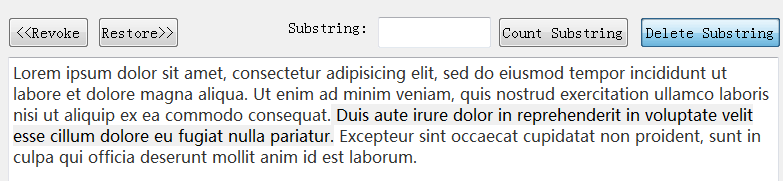 <<Revoke Restore>> Substring: Count Substring Delete Substring
Lorem ipsum dolor sit amet, consectetur adipisicing elit, sed do eiusmod tempor incididunt ut
labore et dolore magna aliqua. Ut enim ad minim veniam, quis nostrud exercitation ullamco laboris
nisi ut aliquip ex ea commodo consequat. Duis aute irure dolor in reprehenderit in voluptate velit
esse cillum dolore eu fugiat nulla pariatur. Excepteur sint occaecat cupidatat non proident, sunt in
culpa qui officia deserunt mollit anim id est laborum.